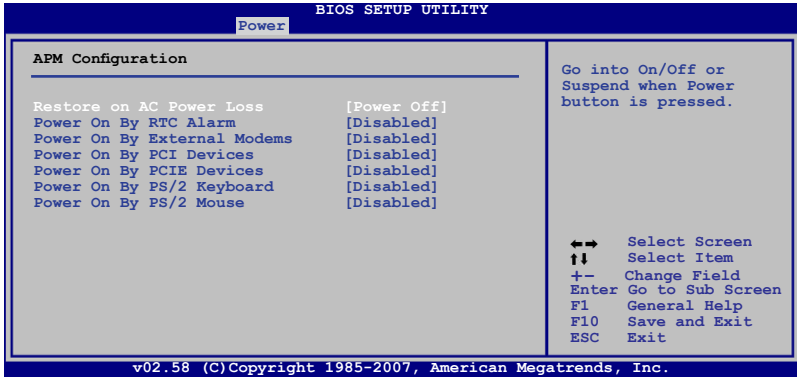 BIOS SETUP UTILITY
Power
APM Configuration
Restore on AC Power Loss [Power Off]
Power On By RTC Alarm [Disabled]
Power On By External Modems [Disabled]
Power On By PCI Devices [Disabled]
Power On By PCIE Devices [Disabled]
Power On By PS/2 Keyboard [Disabled]
Power On By PS/2 Mouse [Disabled]
Go into On/Off or
Suspend when Power
button is pressed.
←→ Select Screen
↑↓ Select Item
+- Change Field
Enter Go to Sub Screen
F1 General Help
F10 Save and Exit
ESC Exit
v02.58 (C)Copyright 1985-2007, American Megatrends, Inc.